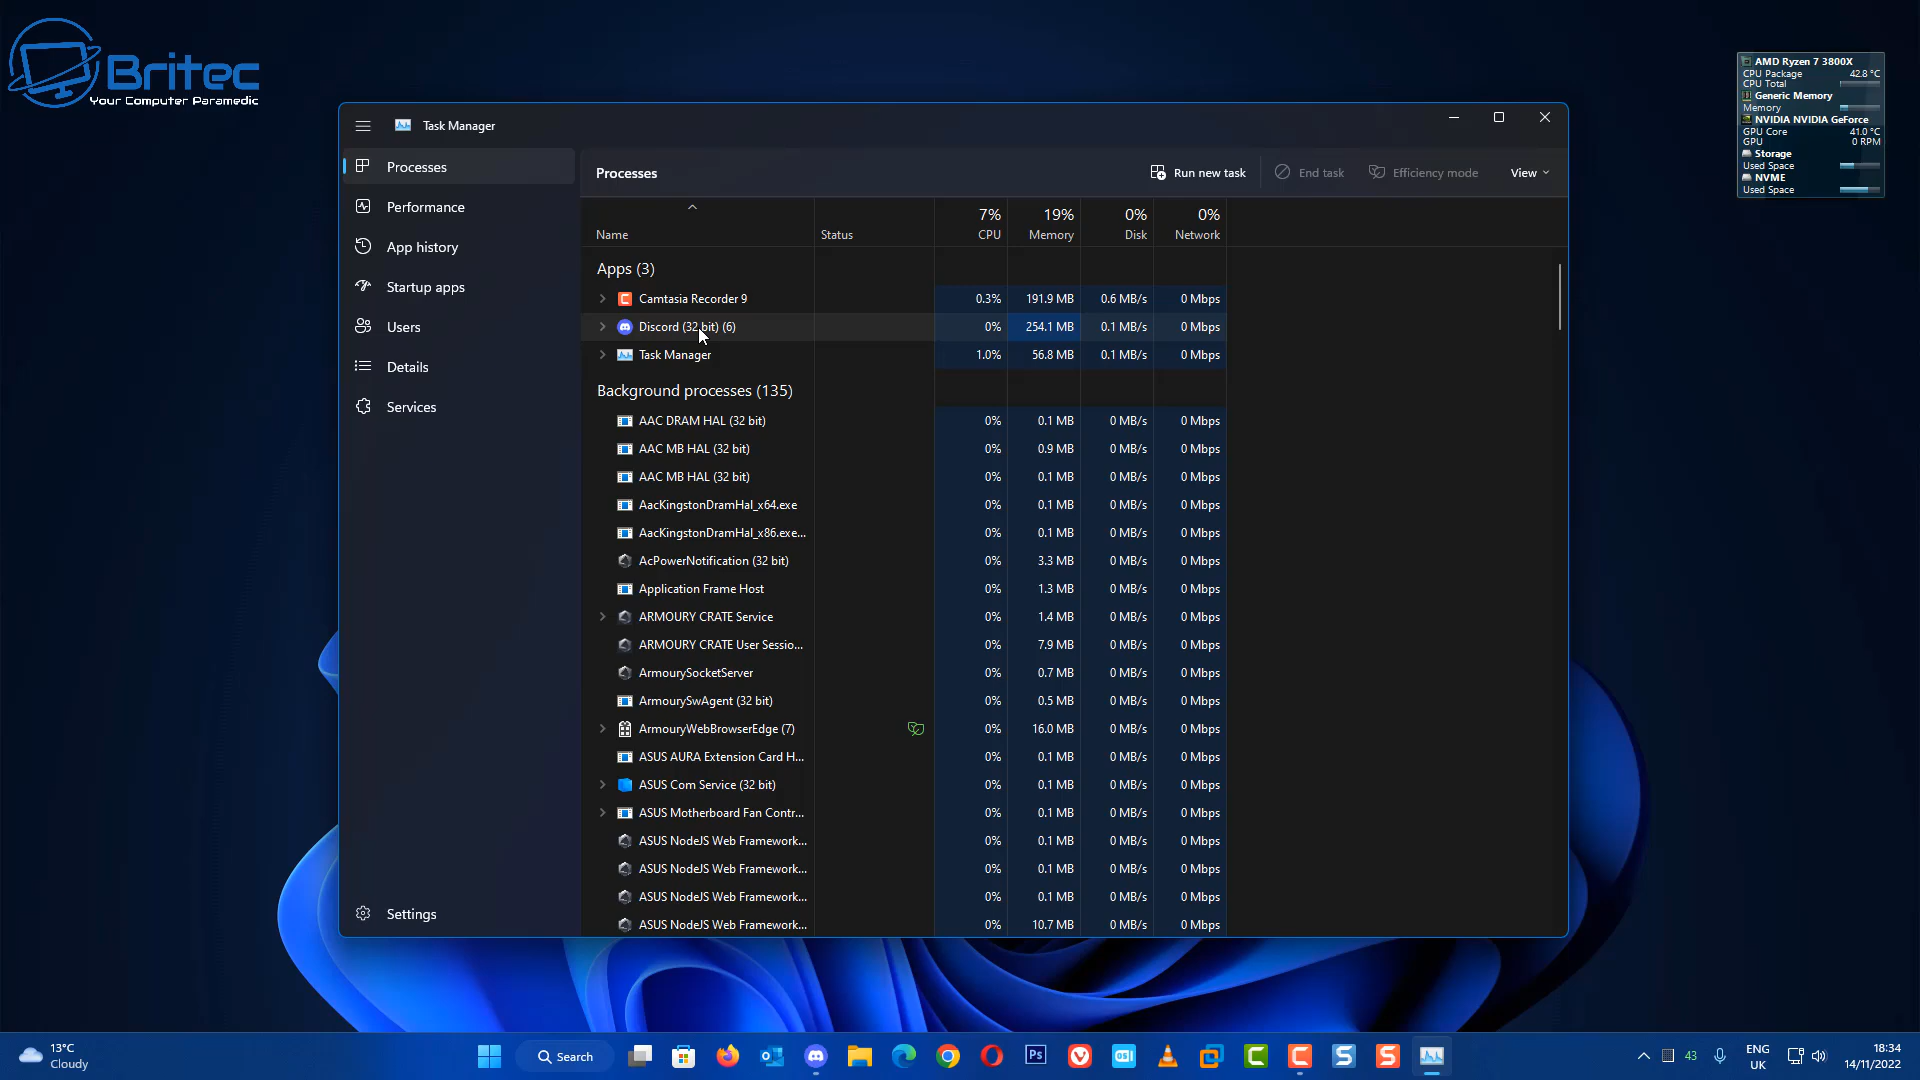 Britec
Your Computer Paramedic
AMD Ryzen 7 3800X
CPU Package 42.8 °C
CPU Total
Generic Memory
Memory
NVIDIA NVIDIA GeForce
GPU Core 41.0 °C
GPU 0 RPM
Storage
Used Space
NVME
Used Space
Task Manager
Processes
Performance
App history
Startup apps
Users
Details
Services
Settings
Processes
Run new task
End task
Efficiency mode
View
7% 19% 0% 0%
Name Status CPU Memory Disk Network
Apps (3)
Camtasia Recorder 9 0.3% 191.9 MB 0.6 MB/s 0 Mbps
Discord (32 bit) (6) 0% 254.1 MB 0.1 MB/s 0 Mbps
Task Manager 1.0% 56.8 MB 0.1 MB/s 0 Mbps
Background processes (135)
AAC DRAM HAL (32 bit) 0% 0.1 MB 0 MB/s 0 Mbps
AAC MB HAL (32 bit) 0% 0.9 MB 0 MB/s 0 Mbps
AAC MB HAL (32 bit) 0% 0.1 MB 0 MB/s 0 Mbps
AacKingstonDramHal_x64.exe 0% 0.1 MB 0 MB/s 0 Mbps
AacKingstonDramHal_x86.exe... 0% 0.1 MB 0 MB/s 0 Mbps
AcPowerNotification (32 bit) 0% 3.3 MB 0 MB/s 0 Mbps
Application Frame Host 0% 1.3 MB 0 MB/s 0 Mbps
ARMOURY CRATE Service 0% 1.4 MB 0 MB/s 0 Mbps
ARMOURY CRATE User Sessio... 0% 7.9 MB 0 MB/s 0 Mbps
ArmourySocketServer 0% 0.7 MB 0 MB/s 0 Mbps
ArmourySwAgent (32 bit) 0% 0.5 MB 0 MB/s 0 Mbps
ArmouryWebBrowserEdge (7) 0% 16.0 MB 0 MB/s 0 Mbps
ASUS AURA Extension Card H... 0% 0.1 MB 0 MB/s 0 Mbps
ASUS Com Service (32 bit) 0% 0.1 MB 0 MB/s 0 Mbps
ASUS Motherboard Fan Contr... 0% 0.1 MB 0 MB/s 0 Mbps
ASUS NodeJS Web Framework... 0% 0.1 MB 0 MB/s 0 Mbps
ASUS NodeJS Web Framework... 0% 0.1 MB 0 MB/s 0 Mbps
ASUS NodeJS Web Framework... 0% 0.1 MB 0 MB/s 0 Mbps
ASUS NodeJS Web Framework... 0% 10.7 MB 0 MB/s 0 Mbps
13°C
Cloudy
Search
Ps
OSI
C
C
S
S
43
ENG
UK
18:34
14/11/2022